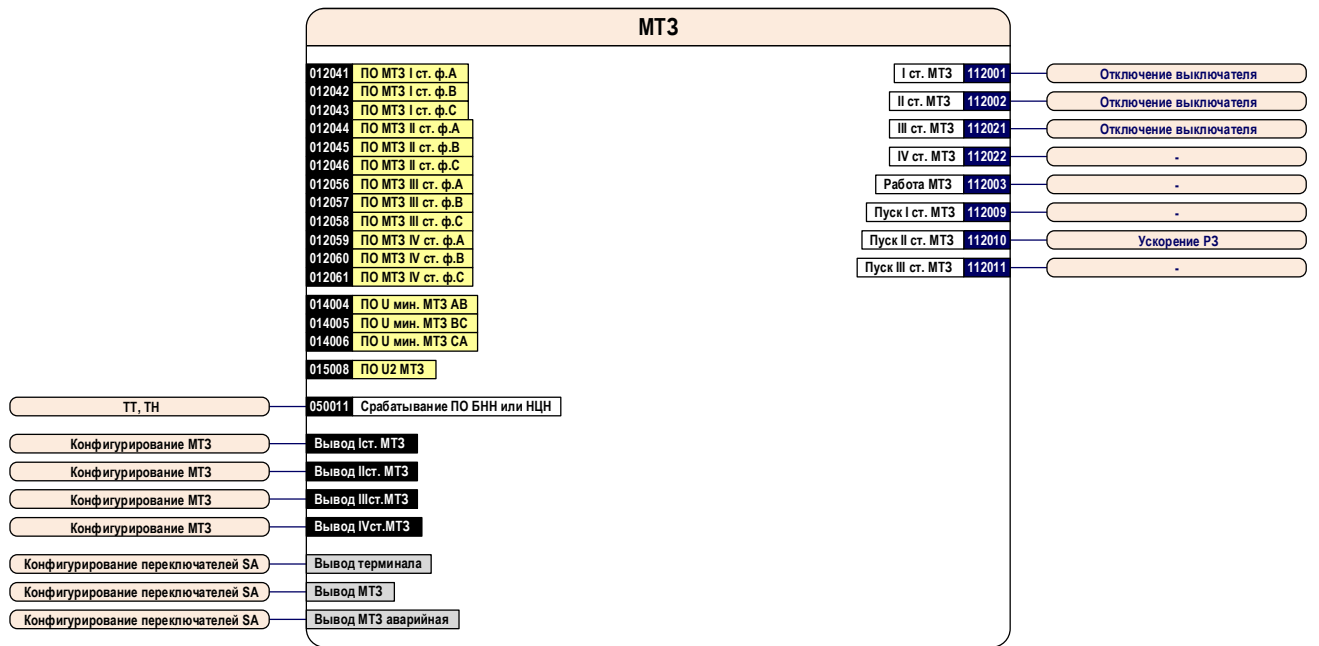 МТЗ
012041 ПО МТЗ I ст. ф.А
012042 ПО МТЗ I ст. ф.В
012043 ПО МТЗ I ст. ф.С
012044 ПО МТЗ II ст. ф.А
012045 ПО МТЗ II ст. ф.В
012046 ПО МТЗ II ст. ф.С
012056 ПО МТЗ III ст. ф.А
012057 ПО МТЗ III ст. ф.В
012058 ПО МТЗ III ст. ф.С
012059 ПО МТЗ IV ст. ф.А
012060 ПО МТЗ IV ст. ф.В
012061 ПО МТЗ IV ст. ф.С
014004 ПО U мин. МТЗ АВ
014005 ПО U мин. МТЗ ВС
014006 ПО U мин. МТЗ СА
015008 ПО U2 МТЗ
ТТ, ТН 050011 Срабатывание ПО БНН или НЦН
Конфигурирование МТЗ Вывод Iст. МТЗ
Конфигурирование МТЗ Вывод IIст. МТЗ
Конфигурирование МТЗ Вывод IIIст.МТЗ
Конфигурирование МТЗ Вывод IVст.МТЗ
Конфигурирование переключателей SA Вывод терминала
Конфигурирование переключателей SA Вывод МТЗ
Конфигурирование переключателей SA Вывод МТЗ аварийная
I ст. МТЗ 112001 Отключение выключателя
II ст. МТЗ 112002 Отключение выключателя
III ст. МТЗ 112021 Отключение выключателя
IV ст. МТЗ 112022 -
Работа МТЗ 112003 -
Пуск I ст. МТЗ 112009 -
Пуск II ст. МТЗ 112010 Ускорение РЗ
Пуск III ст. МТЗ 112011 -